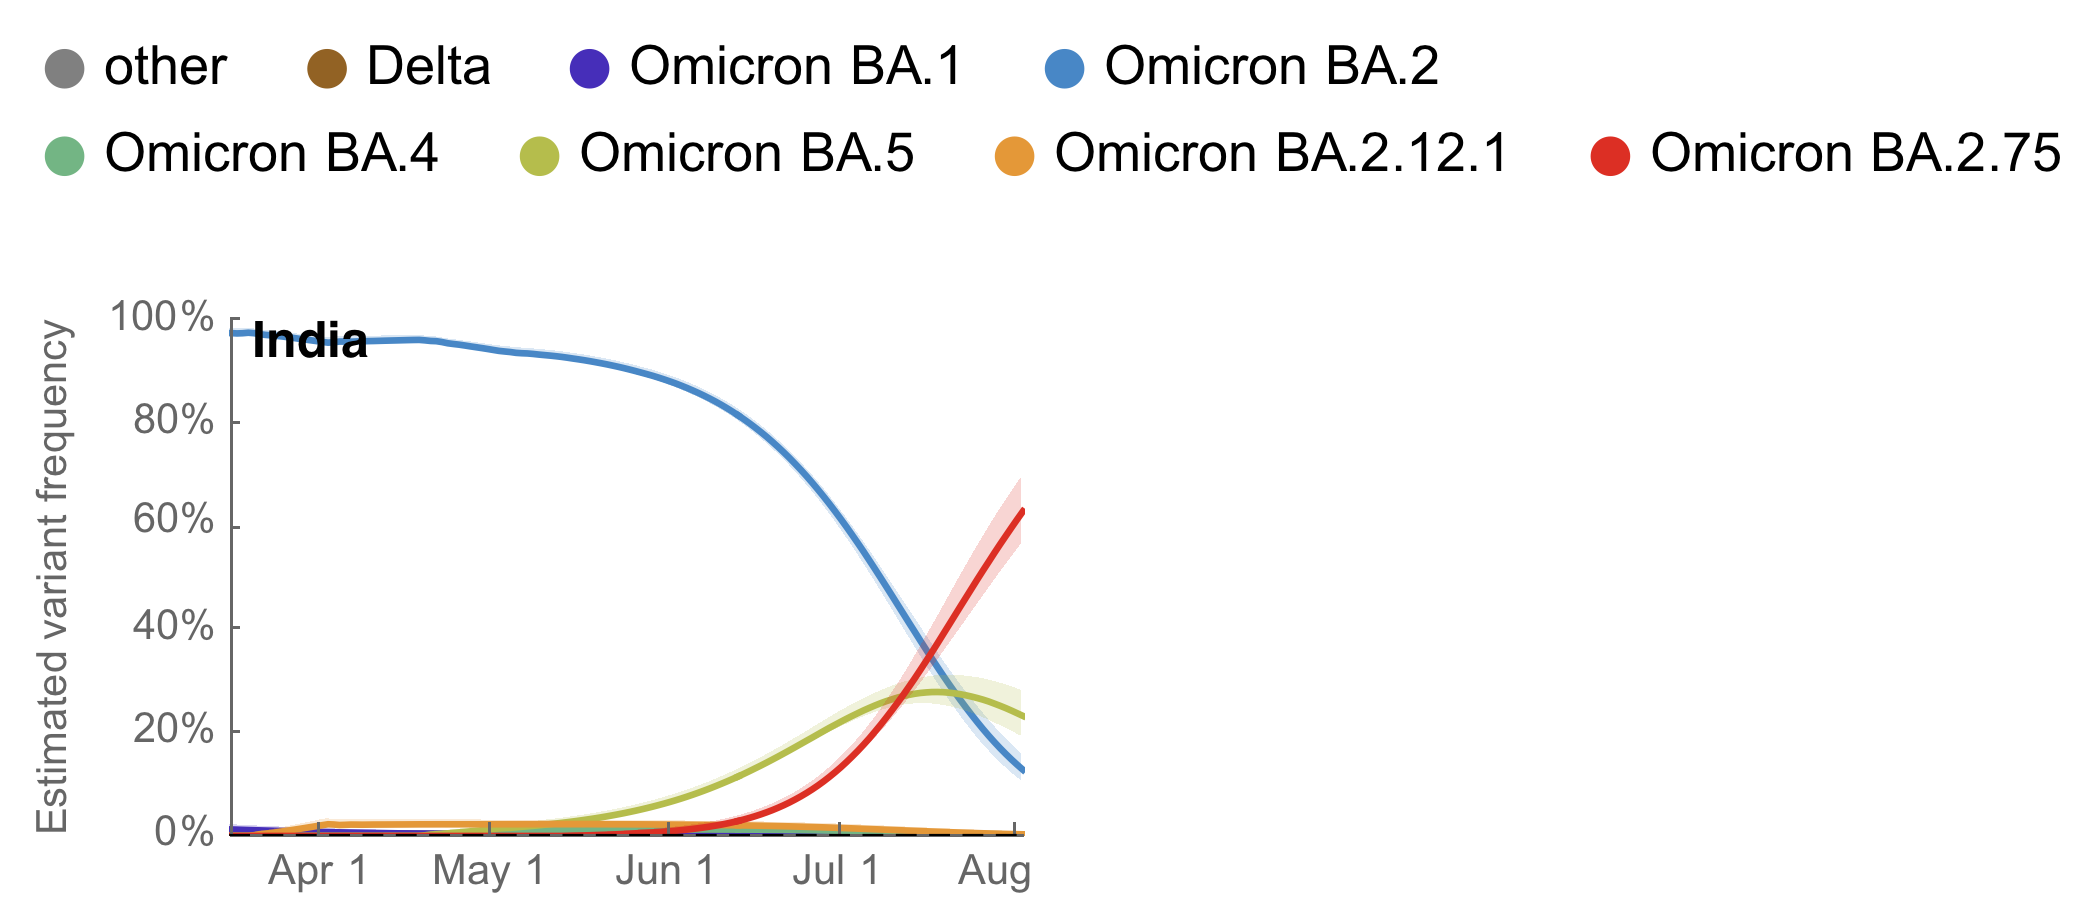 other Delta Omicron BA.1 Omicron BA.2
Omicron BA.4 Omicron BA.5 Omicron BA.2.12.1 Omicron BA.2.75
India
Estimated variant frequency
100%
80%
60%
40%
20%
0%
Apr 1 May 1 Jun 1 Jul 1 Aug